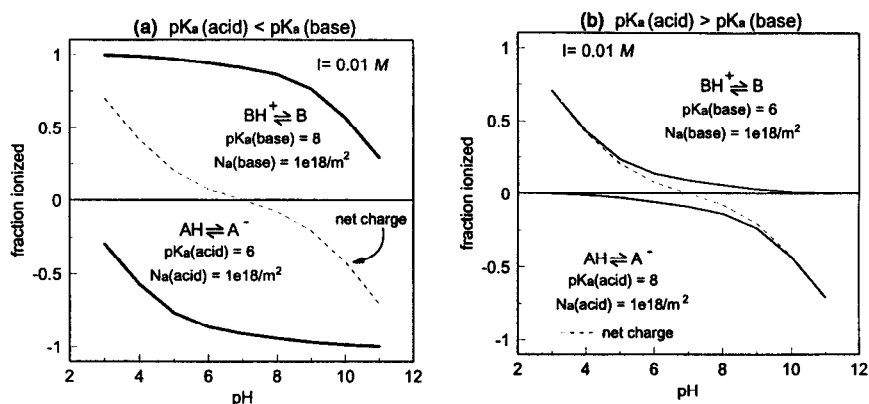 (a) pKa (acid) < pKa (base)
I= 0.01 M
BH+ ⇌ B
pKa(base) = 8
Na(base) = 1e18/m2
AH ⇌ A-
pKa(acid) = 6
Na(acid) = 1e18/m2
net charge
fraction ionized
1
0.5
0
-0.5
-1
2 4 6 8 10 12
pH
(b) pKa (acid) > pKa (base)
I= 0.01 M
BH+ ⇌ B
pKa(base) = 6
Na(base) = 1e18/m2
AH ⇌ A-
pKa(acid) = 8
Na(acid) = 1e18/m2
net charge
fraction ionized
1
0.5
0
-0.5
-1
2 4 6 8 10 12
pH